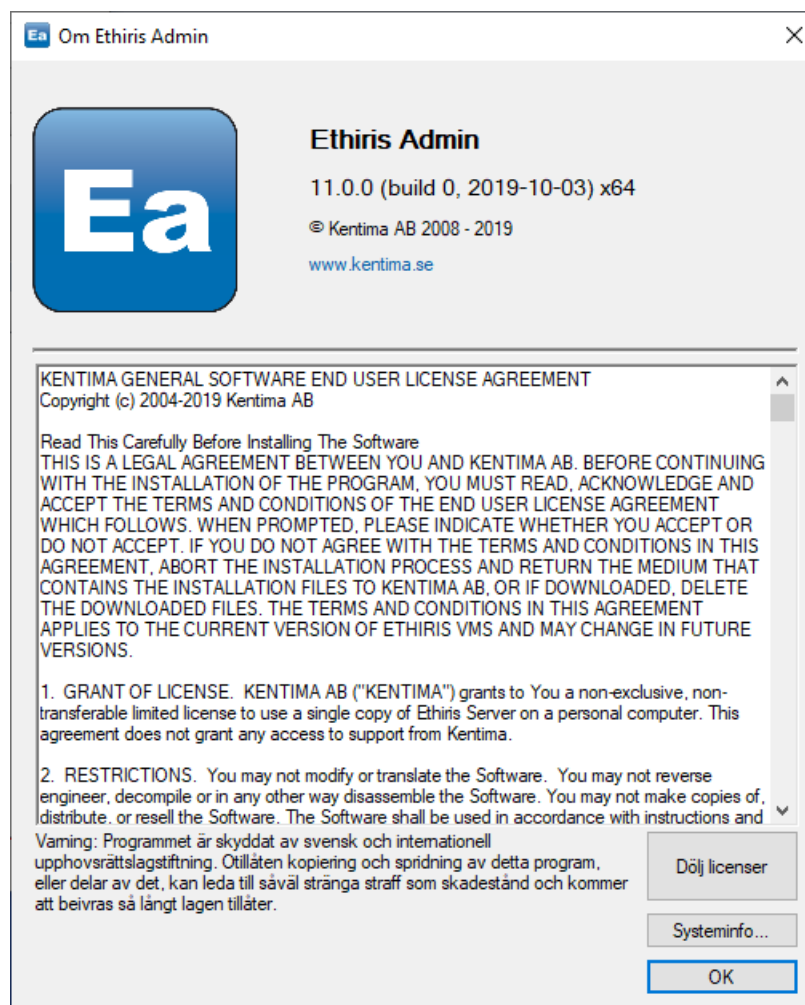 Ea Om Ethiris Admin
Ea
Ethiris Admin
11.0.0 (build 0, 2019-10-03) x64
© Kentima AB 2008 - 2019
www.kentima.se
KENTIMA GENERAL SOFTWARE END USER LICENSE AGREEMENT
Copyright (c) 2004-2019 Kentima AB
Read This Carefully Before Installing The Software
THIS IS A LEGAL AGREEMENT BETWEEN YOU AND KENTIMA AB. BEFORE CONTINUING
WITH THE INSTALLATION OF THE PROGRAM, YOU MUST READ, ACKNOWLEDGE AND
ACCEPT THE TERMS AND CONDITIONS OF THE END USER LICENSE AGREEMENT
WHICH FOLLOWS. WHEN PROMPTED, PLEASE INDICATE WHETHER YOU ACCEPT OR
DO NOT ACCEPT. IF YOU DO NOT AGREE WITH THE TERMS AND CONDITIONS IN THIS
AGREEMENT, ABORT THE INSTALLATION PROCESS AND RETURN THE MEDIUM THAT
CONTAINS THE INSTALLATION FILES TO KENTIMA AB, OR IF DOWNLOADED, DELETE
THE DOWNLOADED FILES. THE TERMS AND CONDITIONS IN THIS AGREEMENT
APPLIES TO THE CURRENT VERSION OF ETHIRIS VMS AND MAY CHANGE IN FUTURE
VERSIONS.
1. GRANT OF LICENSE. KENTIMA AB ("KENTIMA") grants to You a non-exclusive, non-
transferable limited license to use a single copy of Ethiris Server on a personal computer. This
agreement does not grant any access to support from Kentima.
2. RESTRICTIONS. You may not modify or translate the Software. You may not reverse
engineer, decompile or in any other way disassemble the Software. You may not make copies of,
distribute, or resell the Software. The Software shall be used in accordance with instructions and
Varning: Programmet är skyddat av svensk och internationell
upphovsrättslagstiftning. Otillåten kopiering och spridning av detta program,
eller delar av det, kan leda till såväl stränga straff som skadestånd och kommer
att beivras så långt lagen tillåter.
Dölj licenser
Systeminfo...
OK